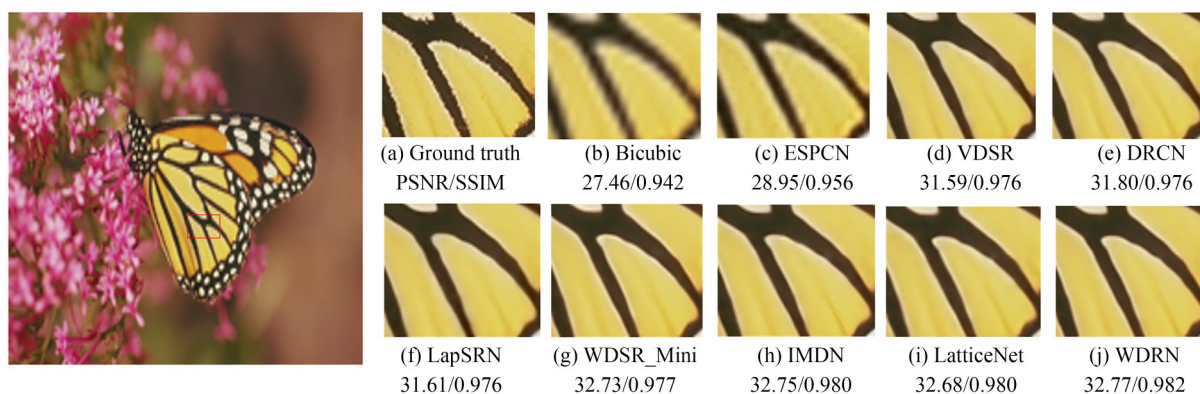 (a) Ground truth
(b) Bicubic
(c) ESPCN
(d) VDSR
(e) DRCN
PSNR/SSIM
27.46/0.942
28.95/0.956
31.59/0.976
31.80/0.976
(f) LapSRN
(g) WDSR_Mini
(h) IMDN
(i) LatticeNet
(j) WDRN
31.61/0.976
32.73/0.977
32.75/0.980
32.68/0.980
32.77/0.982